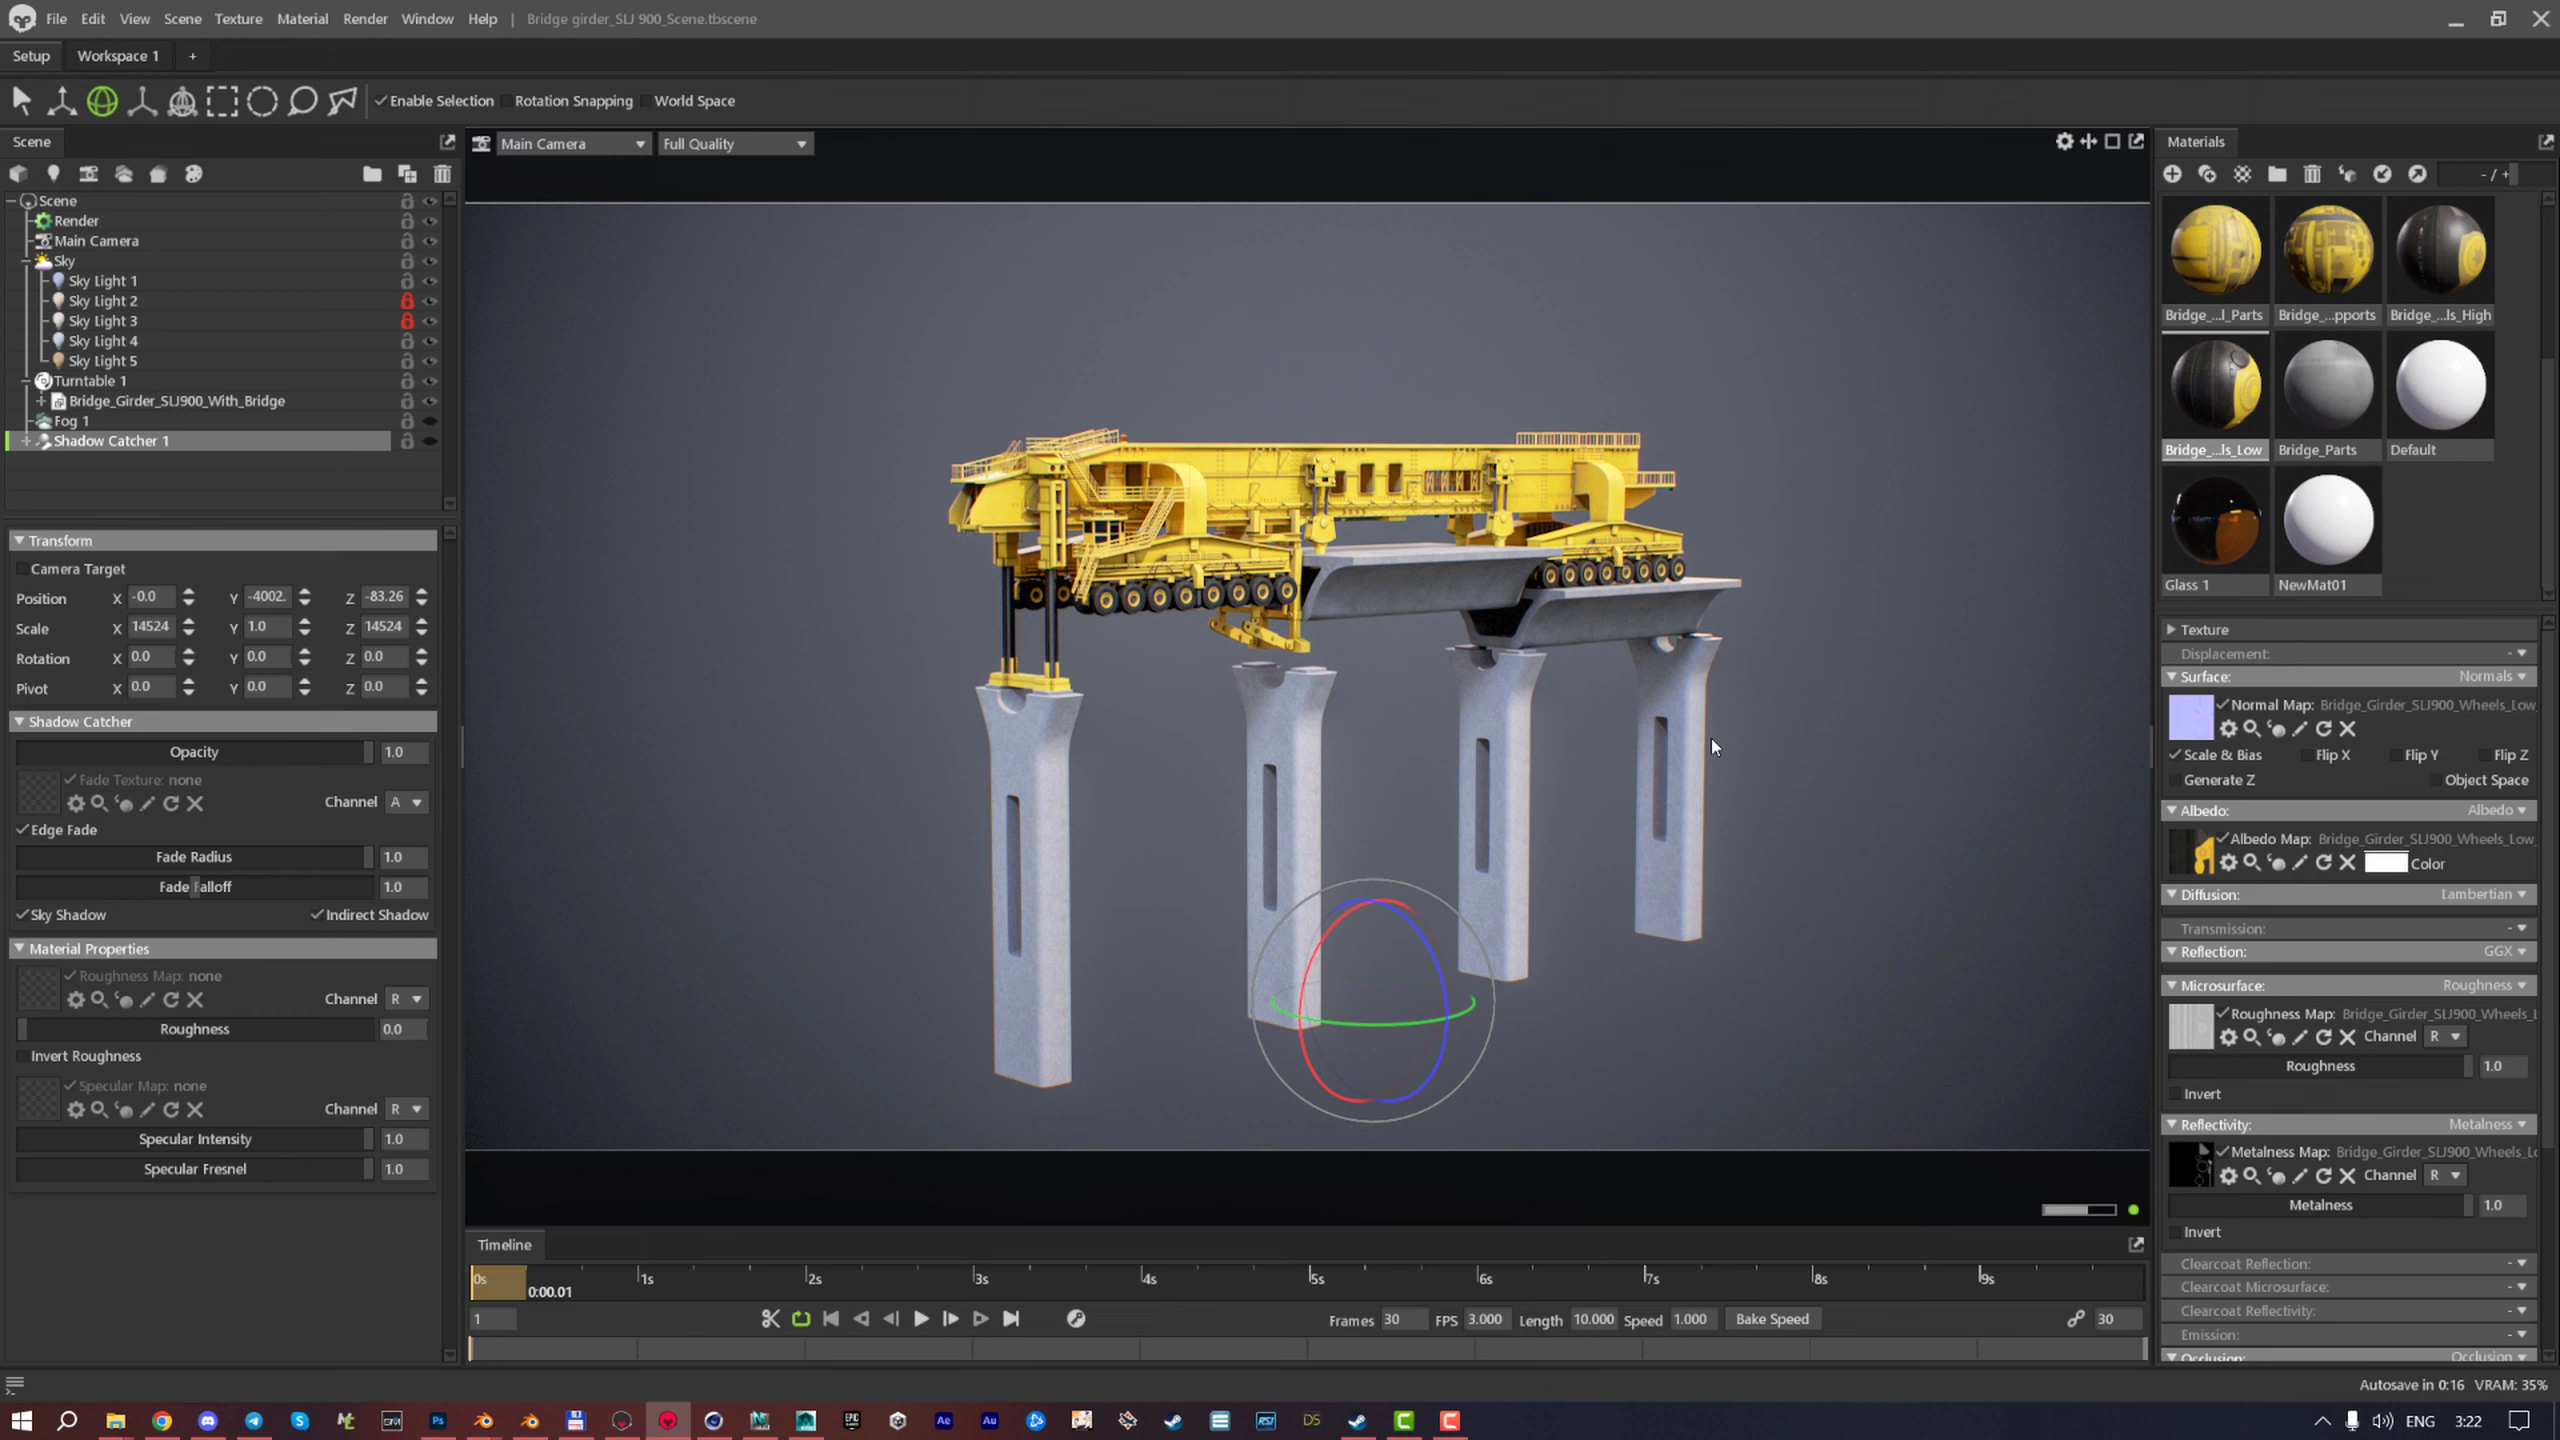 File Edit View Scene Texture Material Render Window Help | Bridge girder_SLJ 900_Scene.tbscene
Setup Workspace 1 +
Enable Selection Rotation Snapping World Space
Scene
Scene
Render
Main Camera
Sky
Sky Light 1
Sky Light 2
Sky Light 3
Sky Light 4
Sky Light 5
Turntable 1
Bridge_Girder_SLJ900_With_Bridge
Fog 1
Shadow Catcher 1
Transform
Camera Target
Position X -0.0 Y -4002. Z -83.26
Scale X 14524 Y 1.0 Z 14524
Rotation X 0.0 Y 0.0 Z 0.0
Pivot X 0.0 Y 0.0 Z 0.0
Shadow Catcher
Opacity 1.0
Fade Texture: none
Channel A
Edge Fade
Fade Radius 1.0
Fade Falloff 1.0
Sky Shadow Indirect Shadow
Material Properties
Roughness Map: none
Channel R
Roughness 0.0
Invert Roughness
Specular Map: none
Channel R
Specular Intensity 1.0
Specular Fresnel 1.0
Main Camera Full Quality
Timeline
0s 1s 2s 3s 4s 5s 6s 7s 8s 9s
0:00.01
1 Frames 30 FPS 3.000 Length 10.000 Speed 1.000 Bake Speed 30
Materials
- / +
Bridge_...l_Parts Bridge_...pports Bridge_...ls_High
Bridge_...ls_Low Bridge_Parts Default
Glass 1 NewMat01
Texture
Displacement: -
Surface: Normals
Normal Map: Bridge_Girder_SLJ900_Wheels_Low_
Scale & Bias Flip X Flip Y Flip Z
Generate Z Object Space
Albedo: Albedo
Albedo Map: Bridge_Girder_SLJ900_Wheels_Low_
Color
Diffusion: Lambertian
Transmission: -
Reflection: GGX
Microsurface: Roughness
Roughness Map: Bridge_Girder_SLJ900_Wheels_L
Channel R
Roughness 1.0
Invert
Reflectivity: Metalness
Metalness Map: Bridge_Girder_SLJ900_Wheels_Lo
Channel R
Metalness 1.0
Invert
Clearcoat Reflection: -
Clearcoat Microsurface: -
Clearcoat Reflectivity: -
Emission: -
Occlusion: Occlusion
Autosave in 0:16 VRAM: 35%
Ps EPIC GAMES Ae Au RSI DS C C ENG 3:22